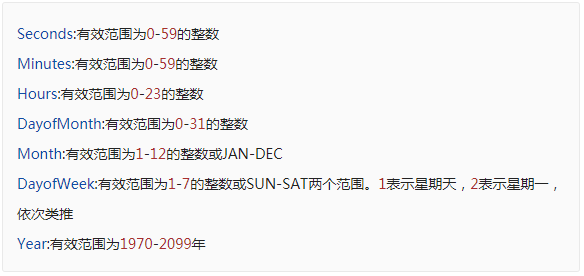 Seconds:有效范围为0-59的整数
Minutes:有效范围为0-59的整数
Hours:有效范围为0-23的整数
DayofMonth:有效范围为0-31的整数
Month:有效范围为1-12的整数或JAN-DEC
DayofWeek:有效范围为1-7的整数或SUN-SAT两个范围。1表示星期天，2表示星期一，
依次类推
Year:有效范围为1970-2099年